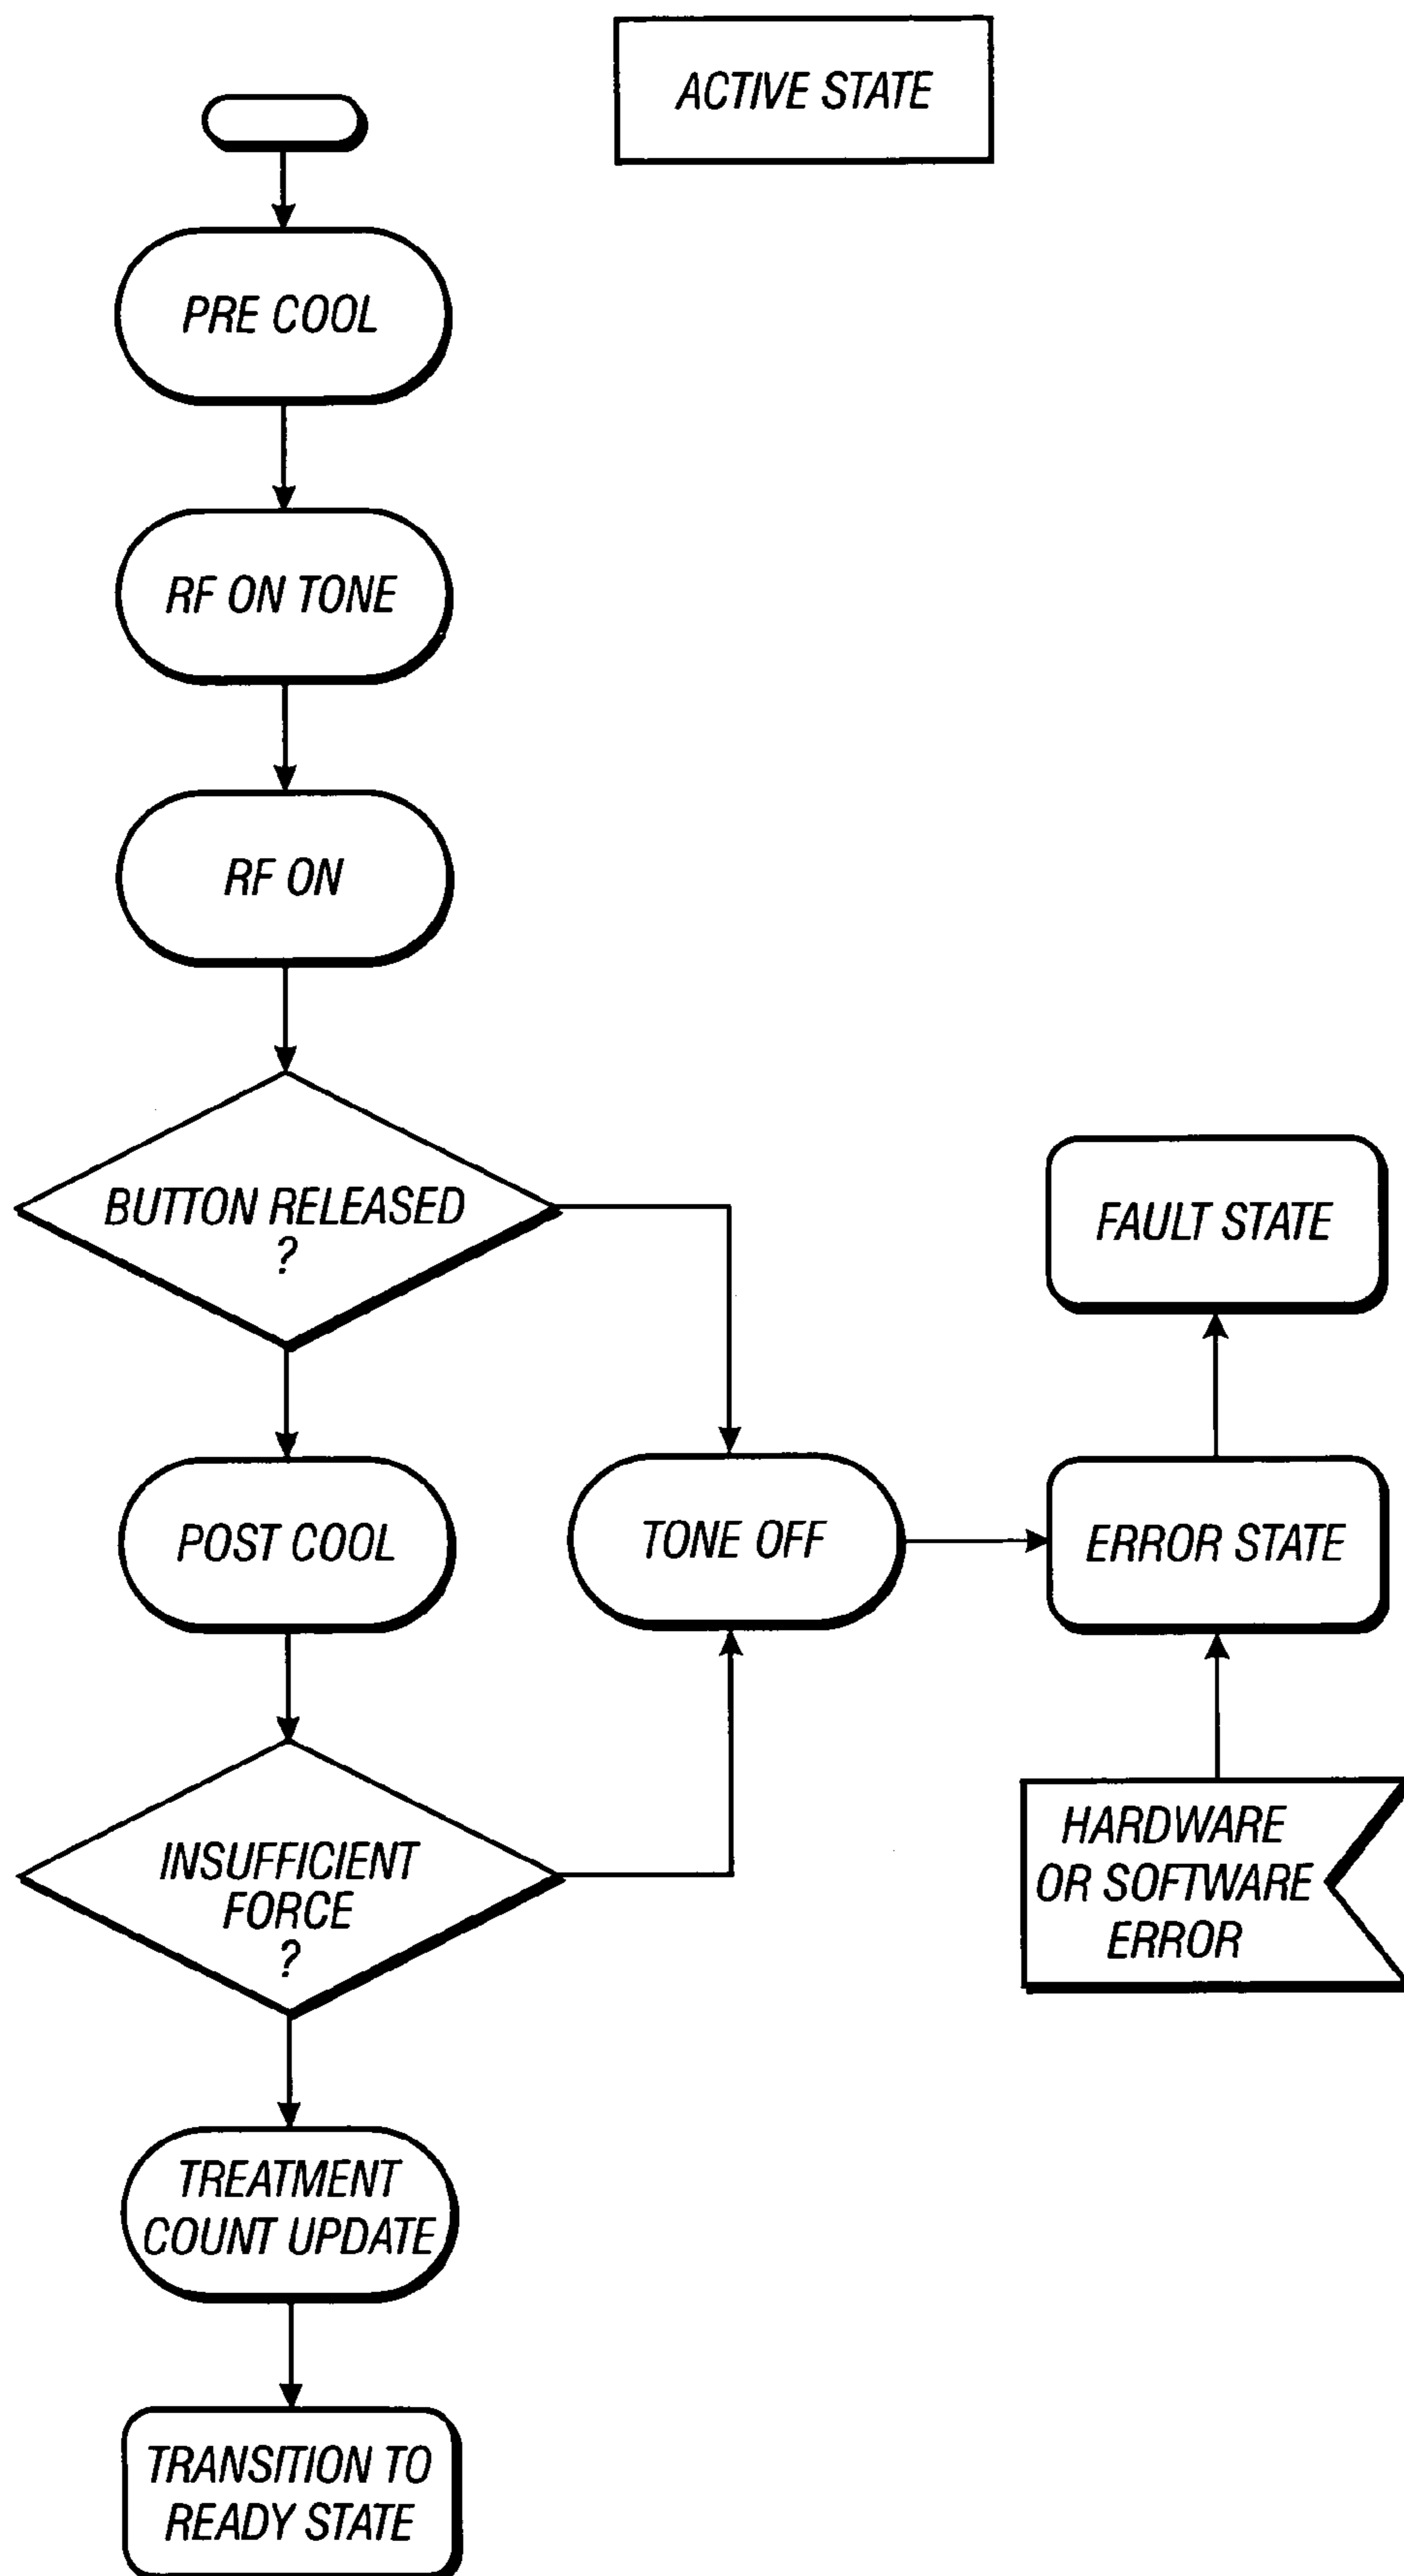 ACTIVE STATE
PRE COOL
RF ON TONE
RF ON
BUTTON RELEASED
?
FAULT STATE
POST COOL
TONE OFF
ERROR STATE
INSUFFICIENT
FORCE
?
HARDWARE
OR SOFTWARE
ERROR
TREATMENT
COUNT UPDATE
TRANSITION TO
READY STATE